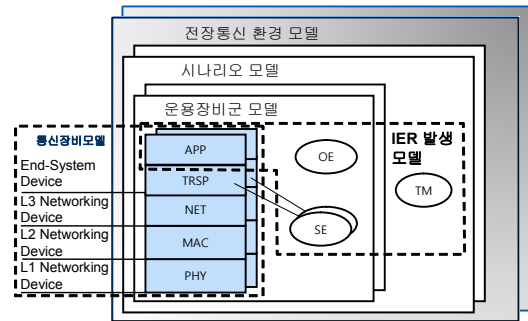 전장통신 환경 모델
시나리오 모델
운용장비군 모델
통신장비모델
End-System
Device
L3 Networking
Device
L2 Networking
Device
L1 Networking
Device
APP
TRSP
NET
MAC
PHY
OE
SE
IER 발생
모델
TM